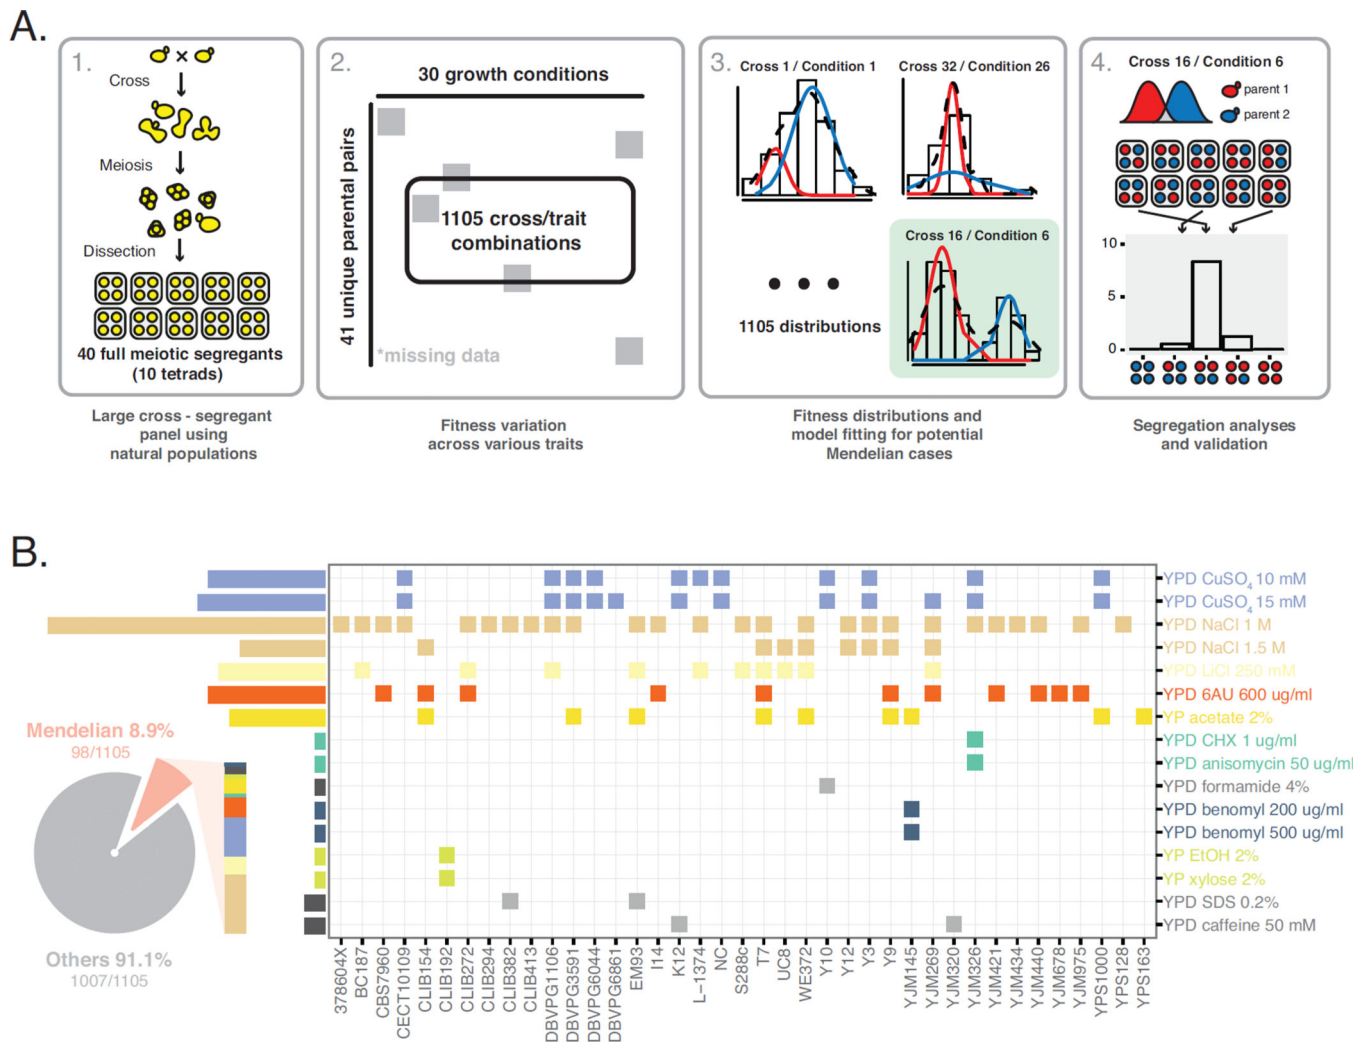 A.
1.
Cross
Meiosis
Dissection
40 full meiotic segregants
(10 tetrads)
Large cross - segregant
panel using
natural populations
2.
30 growth conditions
41 unique parental pairs
1105 cross/trait
combinations
*missing data
Fitness variation
across various traits
3.
Cross 1 / Condition 1
Cross 32 / Condition 26
Cross 16 / Condition 6
1105 distributions
Fitness distributions and
model fitting for potential
Mendelian cases
4.
Cross 16 / Condition 6
parent 1
parent 2
10
5
0
Segregation analyses
and validation
B.
Mendelian 8.9%
98/1105
Others 91.1%
1007/1105
YPD CuSO4 10 mM
YPD CuSO4 15 mM
YPD NaCl 1 M
YPD NaCl 1.5 M
YPD LiCl 250 mM
YPD 6AU 600 ug/ml
YP acetate 2%
YPD CHX 1 ug/ml
YPD anisomycin 50 ug/ml
YPD formamide 4%
YPD benomyl 200 ug/ml
YPD benomyl 500 ug/ml
YP EtOH 2%
YP xylose 2%
YPD SDS 0.2%
YPD caffeine 50 mM
378604X
BC187
CBS7960
CECT10109
CLIB154
CLIB192
CLIB272
CLIB294
CLIB382
CLIB413
DBVPG1106
DBVPG3591
DBVPG6044
DBVPG6861
EM93
I14
K12
L-1374
NC
S288c
T7
UC8
WE372
Y10
Y12
Y3
Y9
YJM145
YJM269
YJM320
YJM326
YJM421
YJM434
YJM440
YJM678
YJM975
YPS1000
YPS128
YPS163